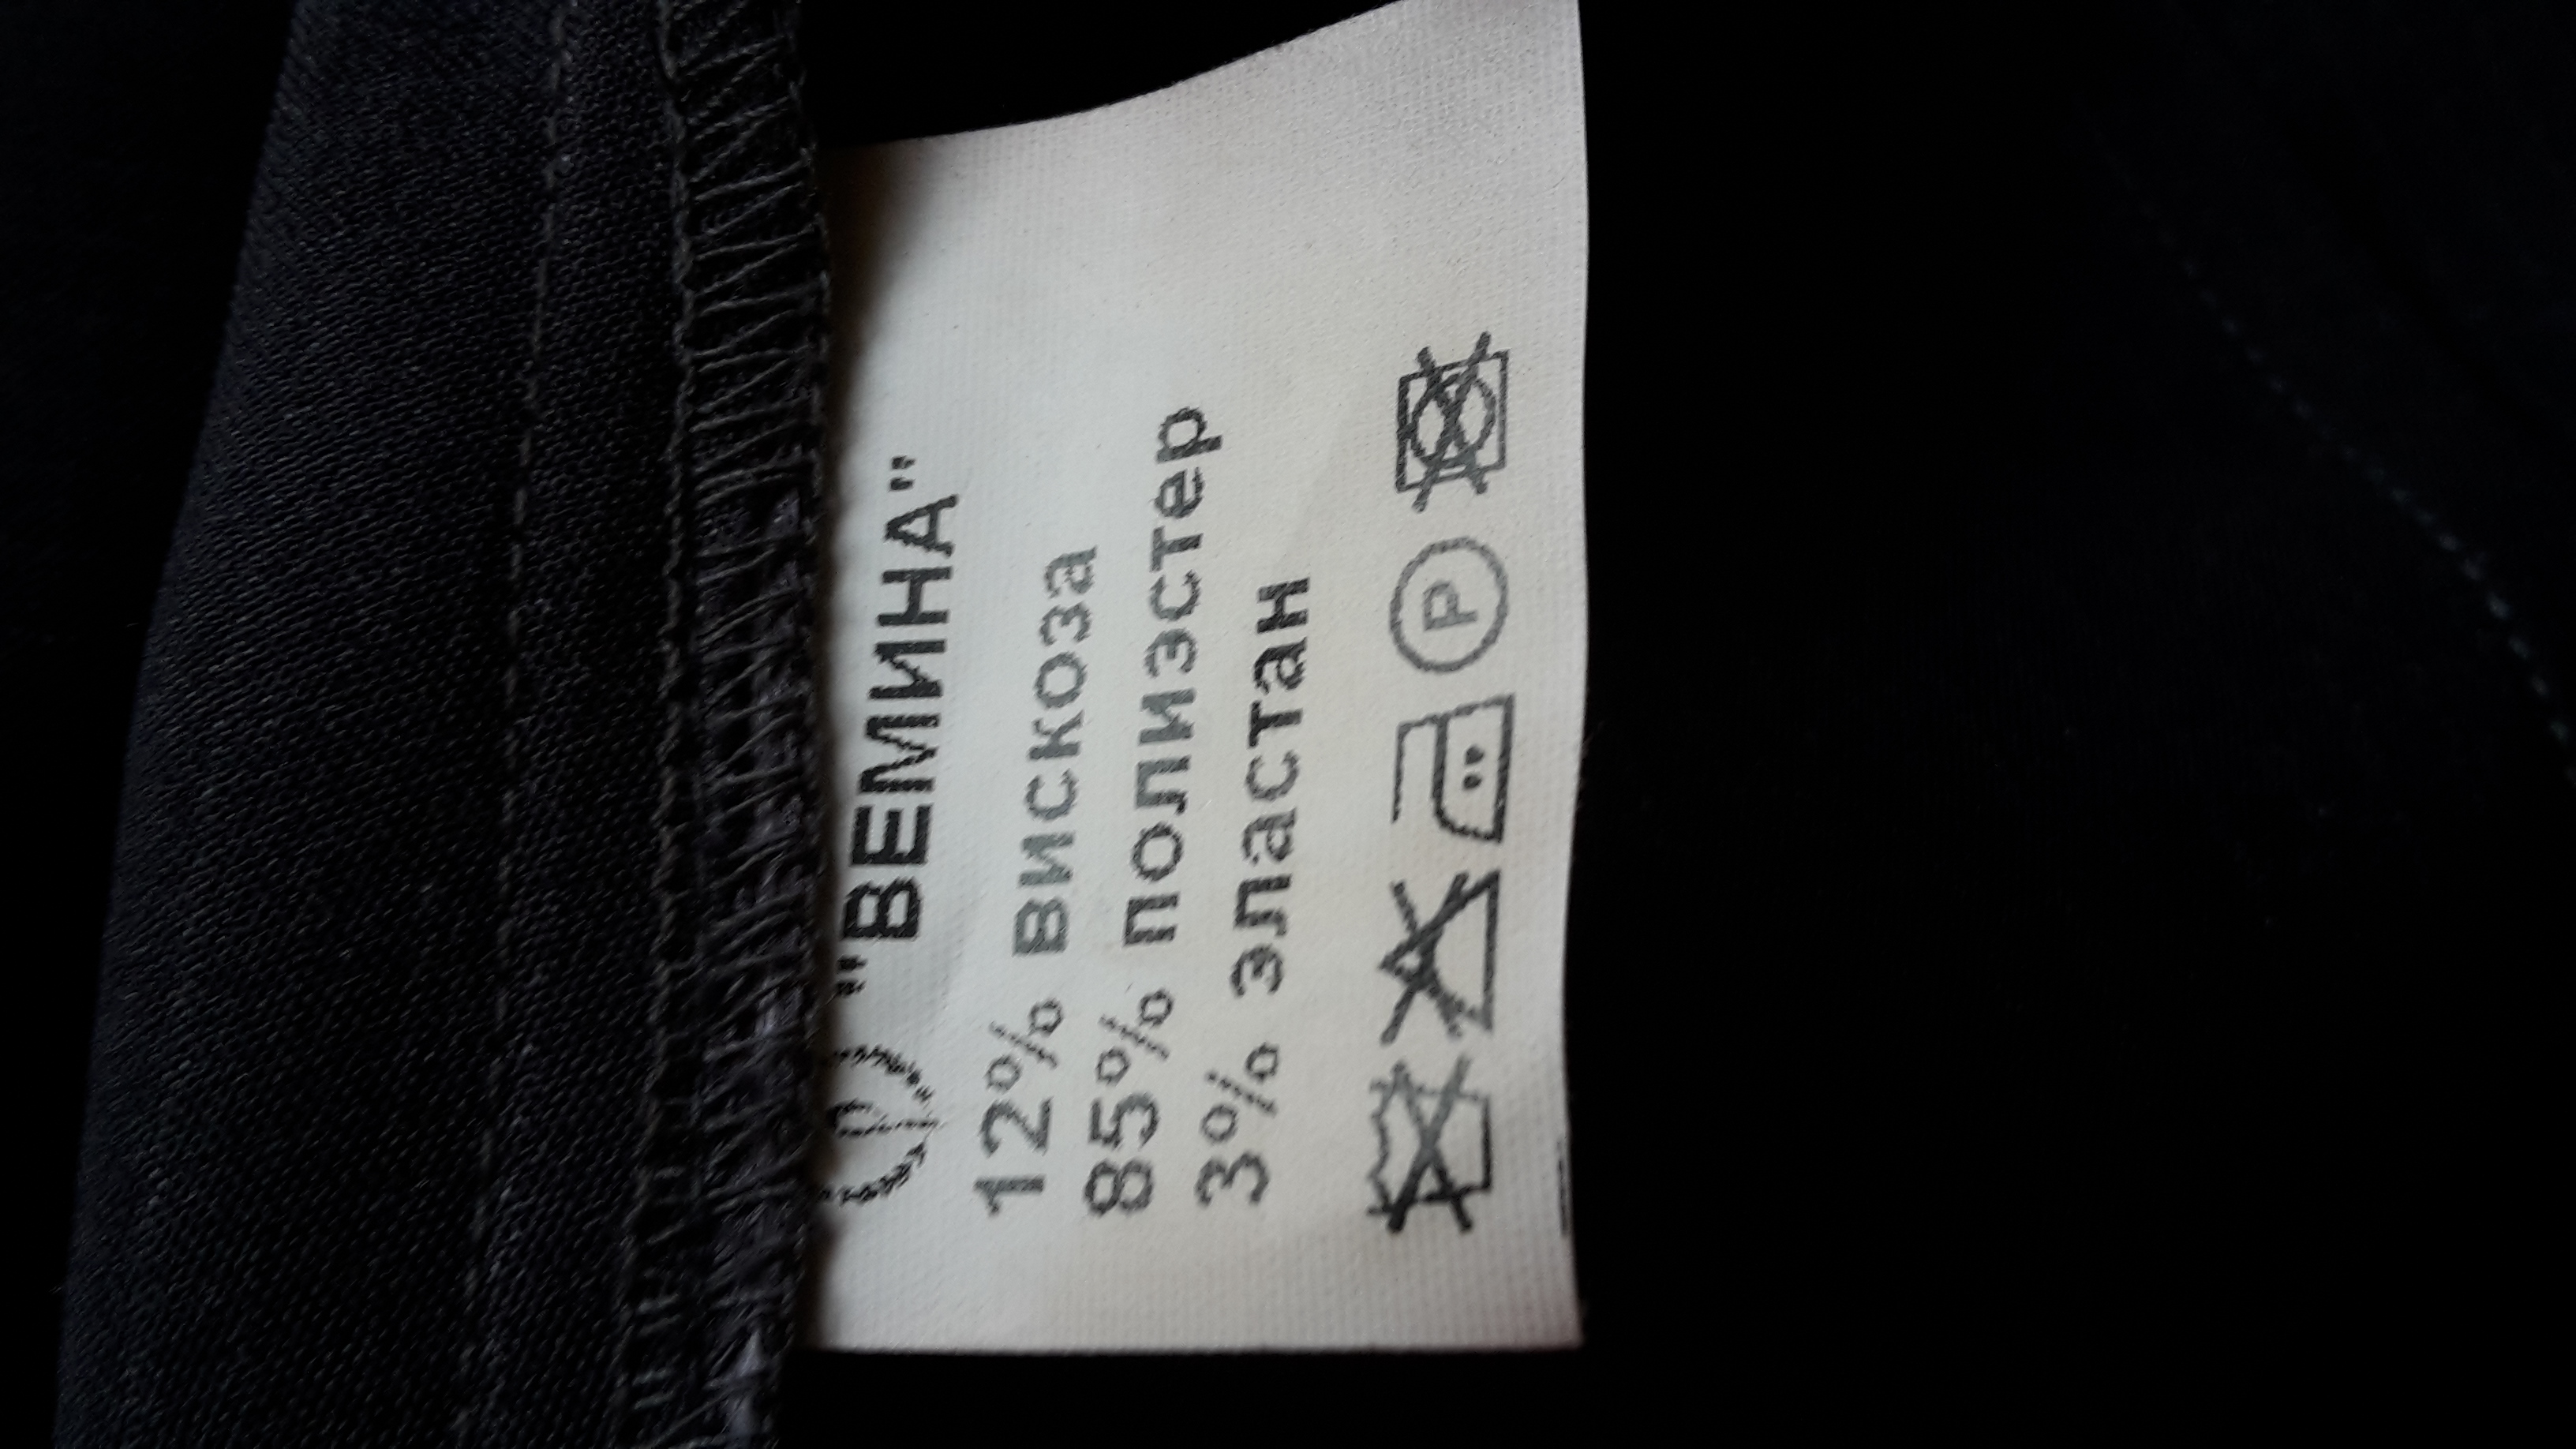 "ВЕМИНА"
12% вискоза
85% полиэстер
3% эластан
P